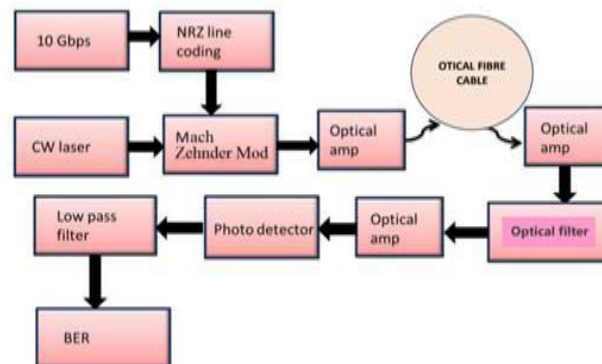 10 Gbps
NRZ line
coding
OTICAL FIBRE
CABLE
CW laser
Mach
Zehnder Mod
Optical
amp
Optical
amp
Low pass
filter
Photo detector
Optical
amp
Optical filter
BER